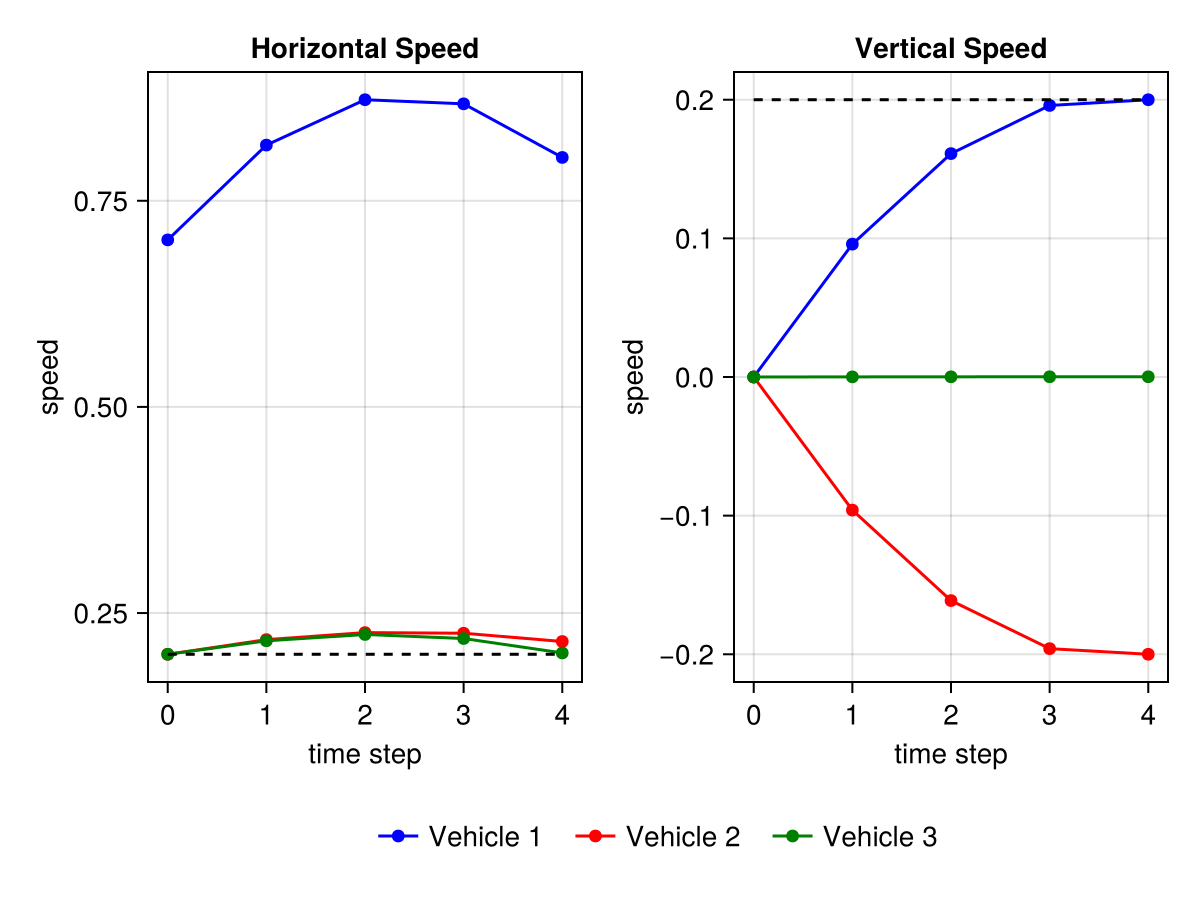 Horizontal Speed
Vertical Speed
speed
0.75
0.50
0.25
0 1 2 3 4
time step
speed
0.2
0.1
0.0
−0.1
−0.2
0 1 2 3 4
time step
Vehicle 1 Vehicle 2 Vehicle 3